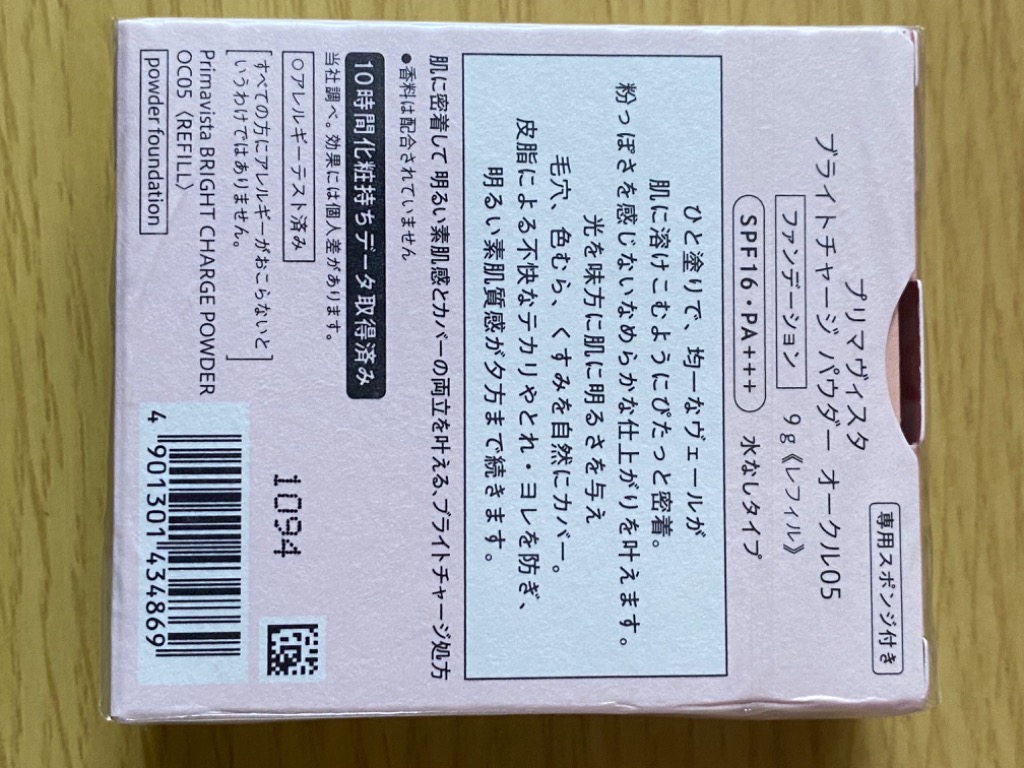 専用スポンジ付き
プリマヴィスタ
ブライトチャージ パウダー オークル05
ファンデーション 9g《レフィル》
SPF16・PA+++ 水なしタイプ
ひと塗りで、均一なヴェールが
肌に溶けこむようにぴたっと密着。
粉っぽさを感じないなめらかな仕上がりを叶えます。
光を味方に肌に明るさを与え
毛穴、色むら、くすみを自然にカバー。
皮脂による不快なテカリやとれ・ヨレを防ぎ、
明るい素肌質感が夕方まで続きます。
肌に密着して 明るい素肌感とカバーの両立を叶える、ブライトチャージ処方
●香料は配合されていません
10時間化粧持ちデータ取得済み
当社調べ。効果には個人差があります。
○アレルギーテスト済み
[すべての方にアレルギーがおこらないと
いうわけではありません。]
Primavista BRIGHT CHARGE POWDER
OC05〈REFILL〉
powder foundation
1094
4 901301 434869